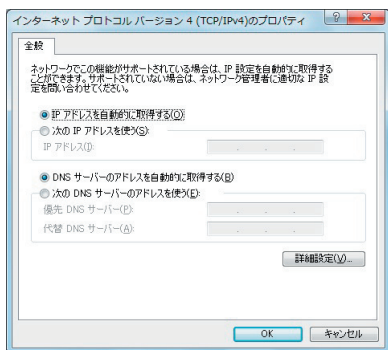 インターネット プロトコル バージョン 4 (TCP/IPv4)のプロパティ
全般
ネットワークでこの機能がサポートされている場合は、IP 設定を自動的に取得する
ことができます。サポートされていない場合は、ネットワーク管理者に適切な IP 設
定を問い合わせてください。
IP アドレスを自動的に取得する(O)
次の IP アドレスを使う(S):
IP アドレス(I):
DNS サーバーのアドレスを自動的に取得する(B)
次の DNS サーバーのアドレスを使う(E):
優先 DNS サーバー(P):
代替 DNS サーバー(A):
詳細設定(V)...
OK
キャンセル